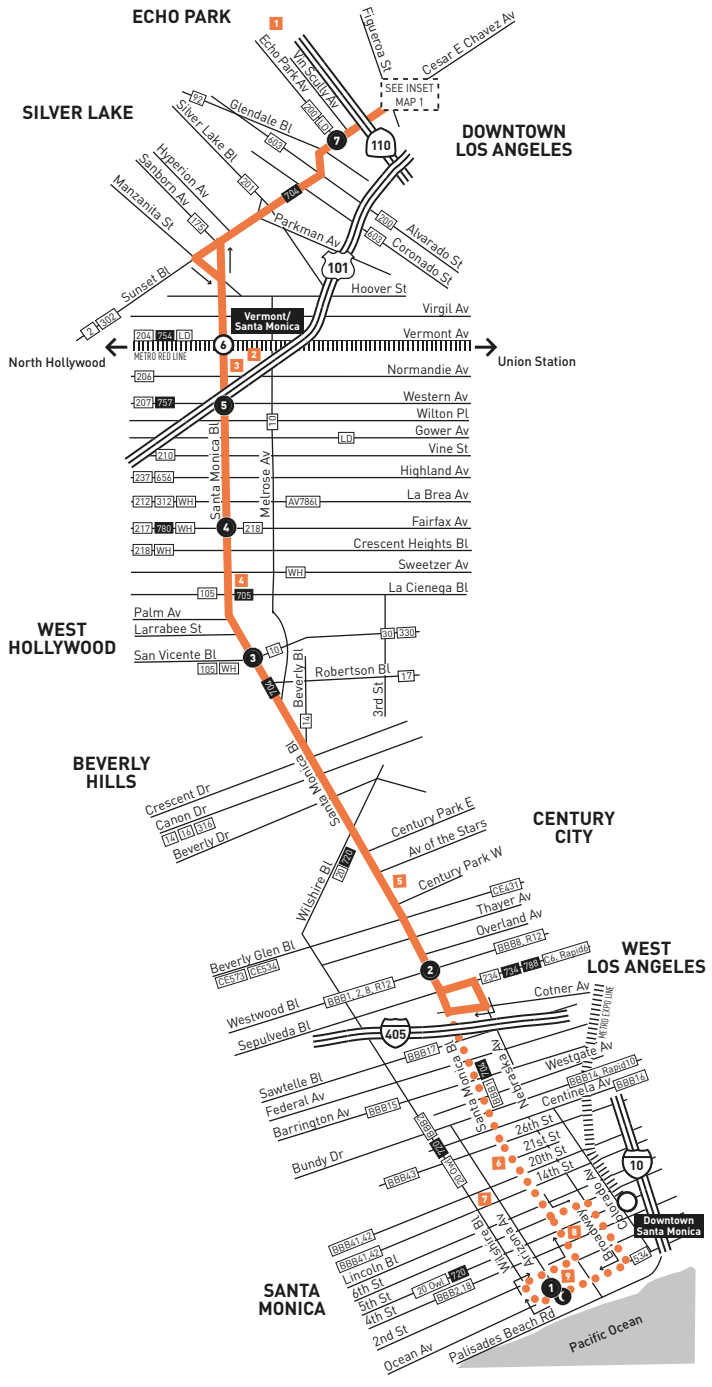 ECHO PARK
1
Figueroa St
Cesar E Chavez Av
Echo Park Av
Vin Scully Av
SEE INSET
MAP 1
200 LD
7
110
DOWNTOWN
LOS ANGELES
SILVER LAKE
92
Glendale Bl
603
Silver Lake Bl
201
704
Hyperion Av
Sanborn Av
175
Manzanita St
Parkman Av
200
Alvarado St
603
Coronado St
101
Sunset Bl
2 302
Hoover St
Virgil Av
Vermont/
Santa Monica
204 754 LD
Vermont Av
6
METRO RED LINE
North Hollywood
Union Station
2
3
206
Normandie Av
207 757
5
Western Av
Wilton Pl
10
Gower Av
LD
210
Vine St
Santa Monica Bl
Melrose Av
237 656
Highland Av
212 312 WH
AV786l
La Brea Av
217 780 WH
4
218
Fairfax Av
218 WH
Crescent Heights Bl
WH
Sweetzer Av
4
105
705
La Cienega Bl
Palm Av
WEST
HOLLYWOOD
Larrabee St
30 330
10
San Vicente Bl
3
105 WH
704
Beverly Bl
Robertson Bl
17
3rd St
14
BEVERLY
HILLS
Santa Monica Bl
Crescent Dr
Canon Dr
14 16 316
Beverly Dr
Century Park E
Av of the Stars
CENTURY
CITY
Wilshire Bl
20 720
Century Park W
5
CE431
Thayer Av
Overland Av
BBB8, R12
Beverly Glen Bl
CE573 CE534
2
WEST
LOS ANGELES
234 734 788 C6, Rapid6
BBB1, 2, 8, R12
Westwood Bl
Cotner Av
Sepulveda Bl
405
METRO EXPO LINE
BBB17
Santa Monica Bl
Nebraska Av
Westgate Av
704
BBB1
BBB14, Rapid10
Sawtelle Bl
Centinela Av
BBB16
Federal Av
Barrington Av
BBB15
BBB2
720
20 Owl
26th St
21st St
20th St
14th St
10
Bundy Dr
6
BBB43
7
Colorado Av
Downtown
Santa Monica
BBB41,42
BBB41,42
Wilshire Bl
Arizona Av
8
Broadway
534
Lincoln Bl
6th St
5th St
20 Owl 720
4th St
BBB2,18
9
1
SANTA
MONICA
2nd St
Ocean Av
Palisades Beach Rd
Pacific Ocean